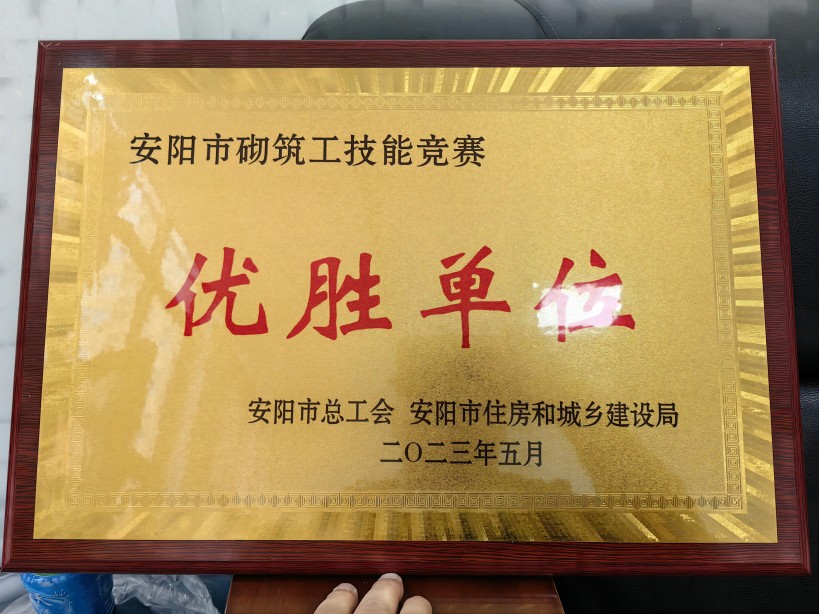 安阳市砌筑工技能竞赛
优胜单位
安阳市总工会 安阳市住房和城乡建设局
二〇二三年五月